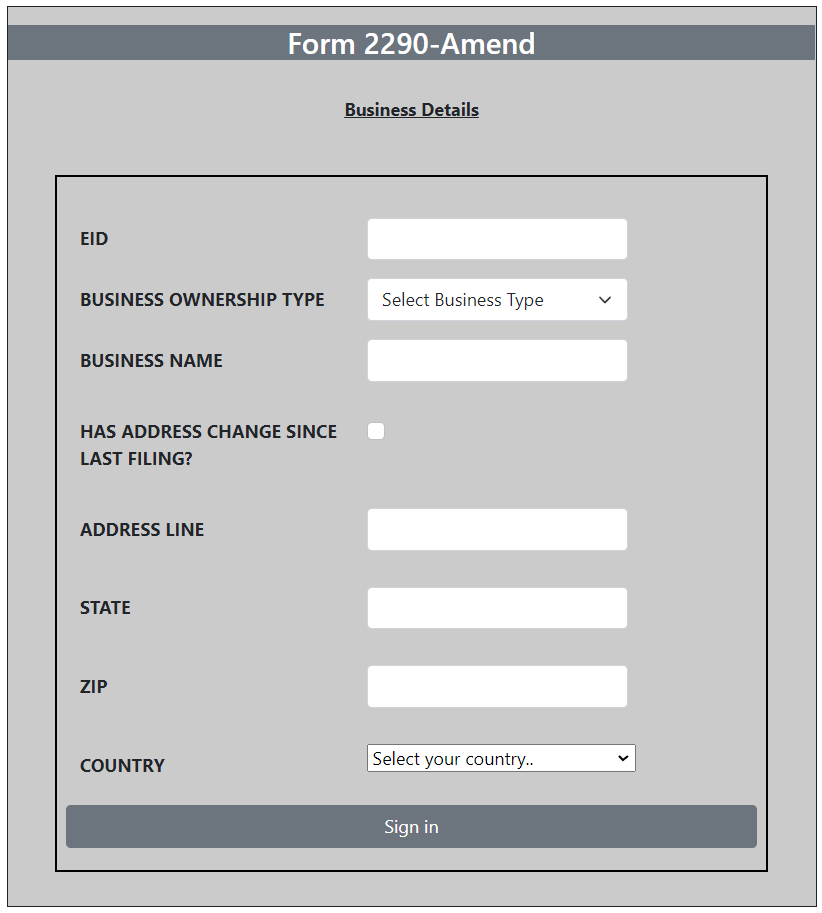 Form 2290-Amend
Business Details
EID
BUSINESS OWNERSHIP TYPE
Select Business Type
BUSINESS NAME
HAS ADDRESS CHANGE SINCE
LAST FILING?
ADDRESS LINE
STATE
ZIP
COUNTRY
Select your country..
Sign in